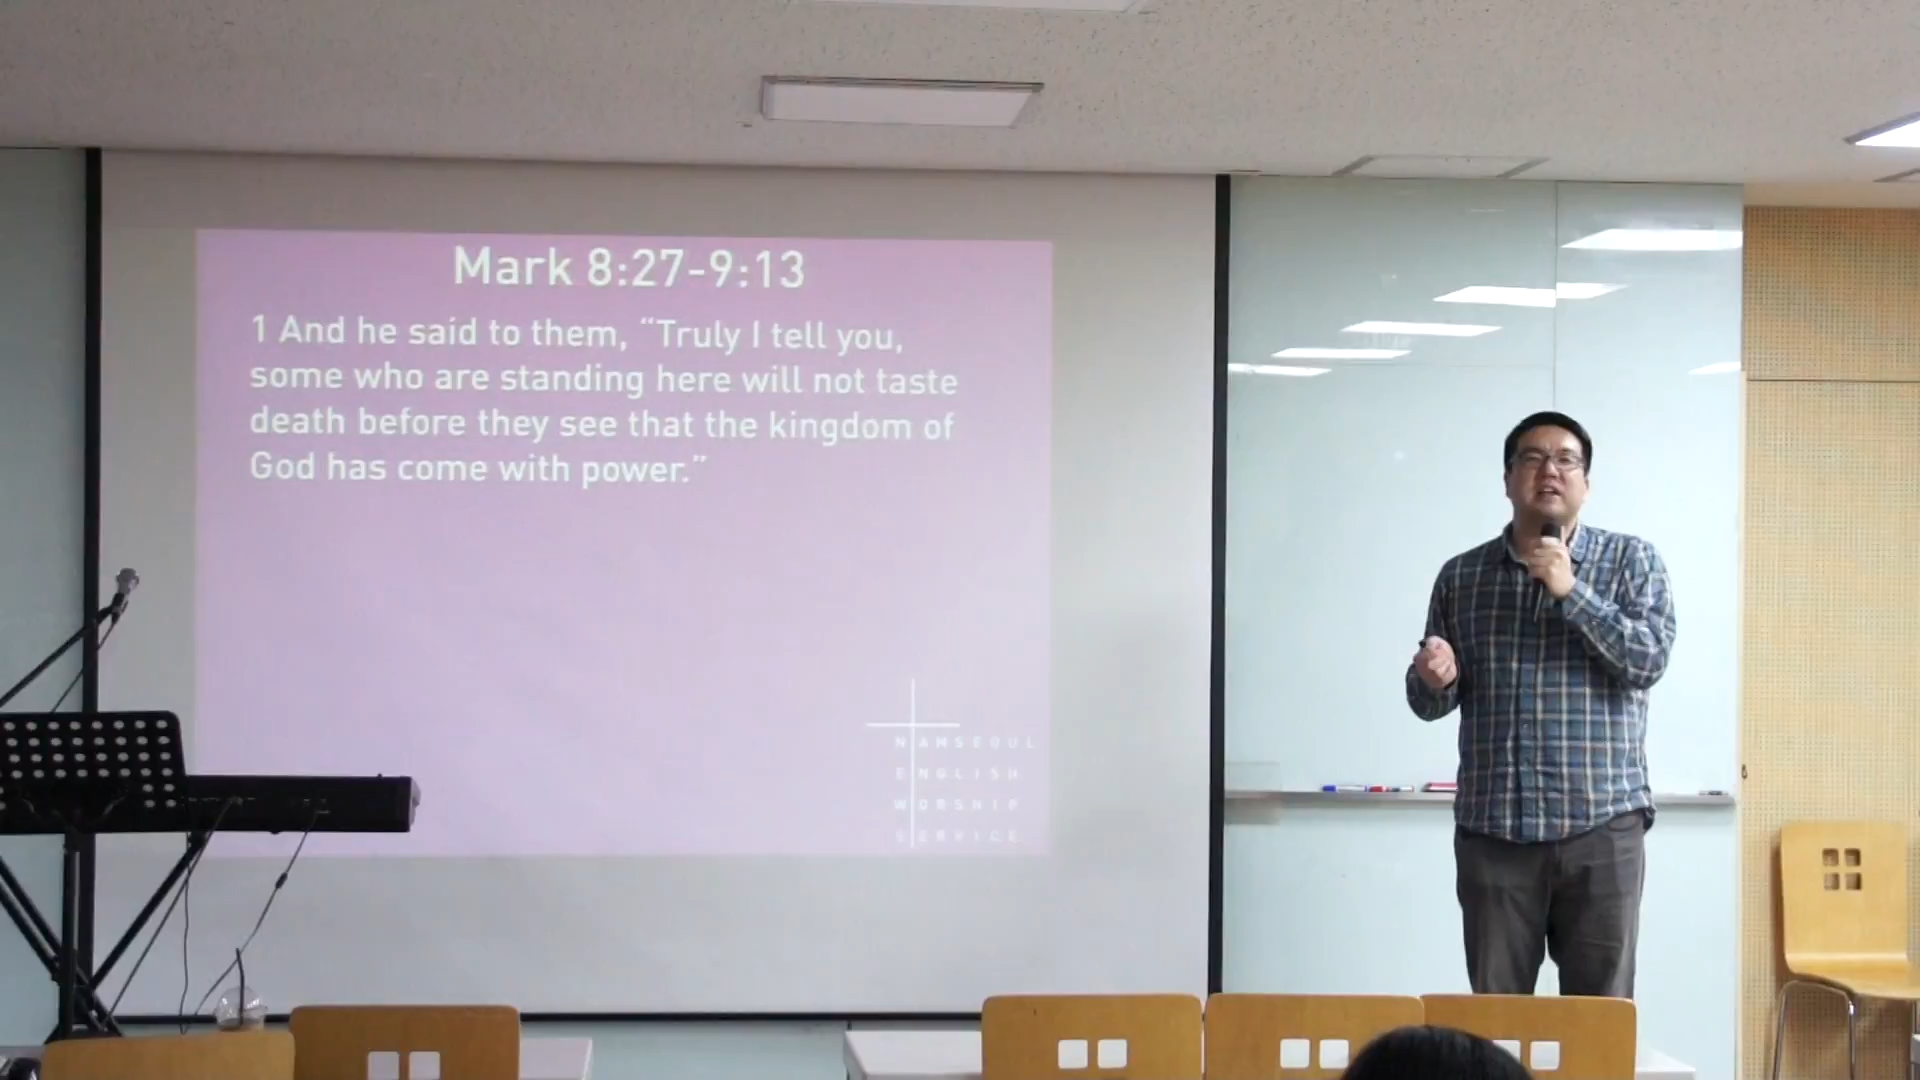 Mark 8:27-9:13
1 And he said to them, “Truly I tell you,
some who are standing here will not taste
death before they see that the kingdom of
God has come with power.”
NAMSEOUL
ENGLISH
WORSHIP
SERVICE